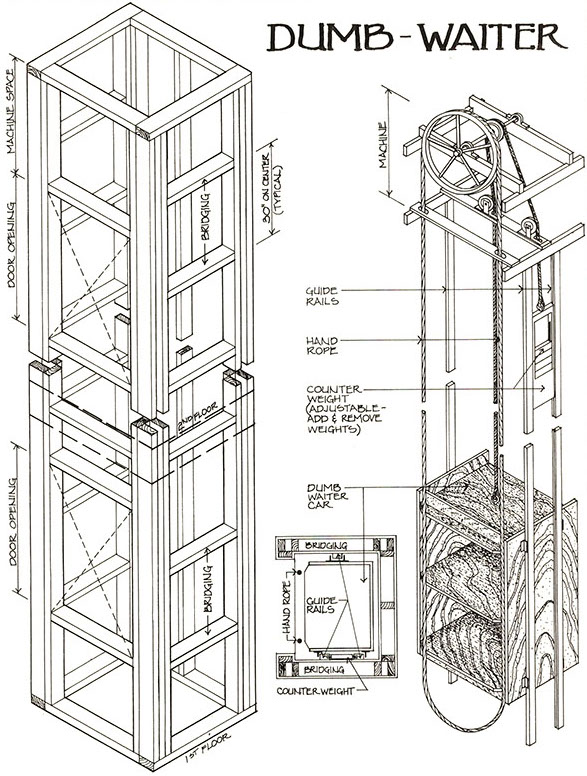 DUMB-WAITER
MACHINE SPACE
DOOR OPENING
BRIDGING
30" ON CENTER
(TYPICAL)
2ND FLOOR
DOOR OPENING
BRIDGING
1ST FLOOR
MACHINE
GUIDE
RAILS
HAND
ROPE
COUNTER
WEIGHT
(ADJUSTABLE-
ADD & REMOVE
WEIGHTS)
DUMB
WAITER
CAR
BRIDGING
HAND ROPE
GUIDE
RAILS
BRIDGING
COUNTERWEIGHT